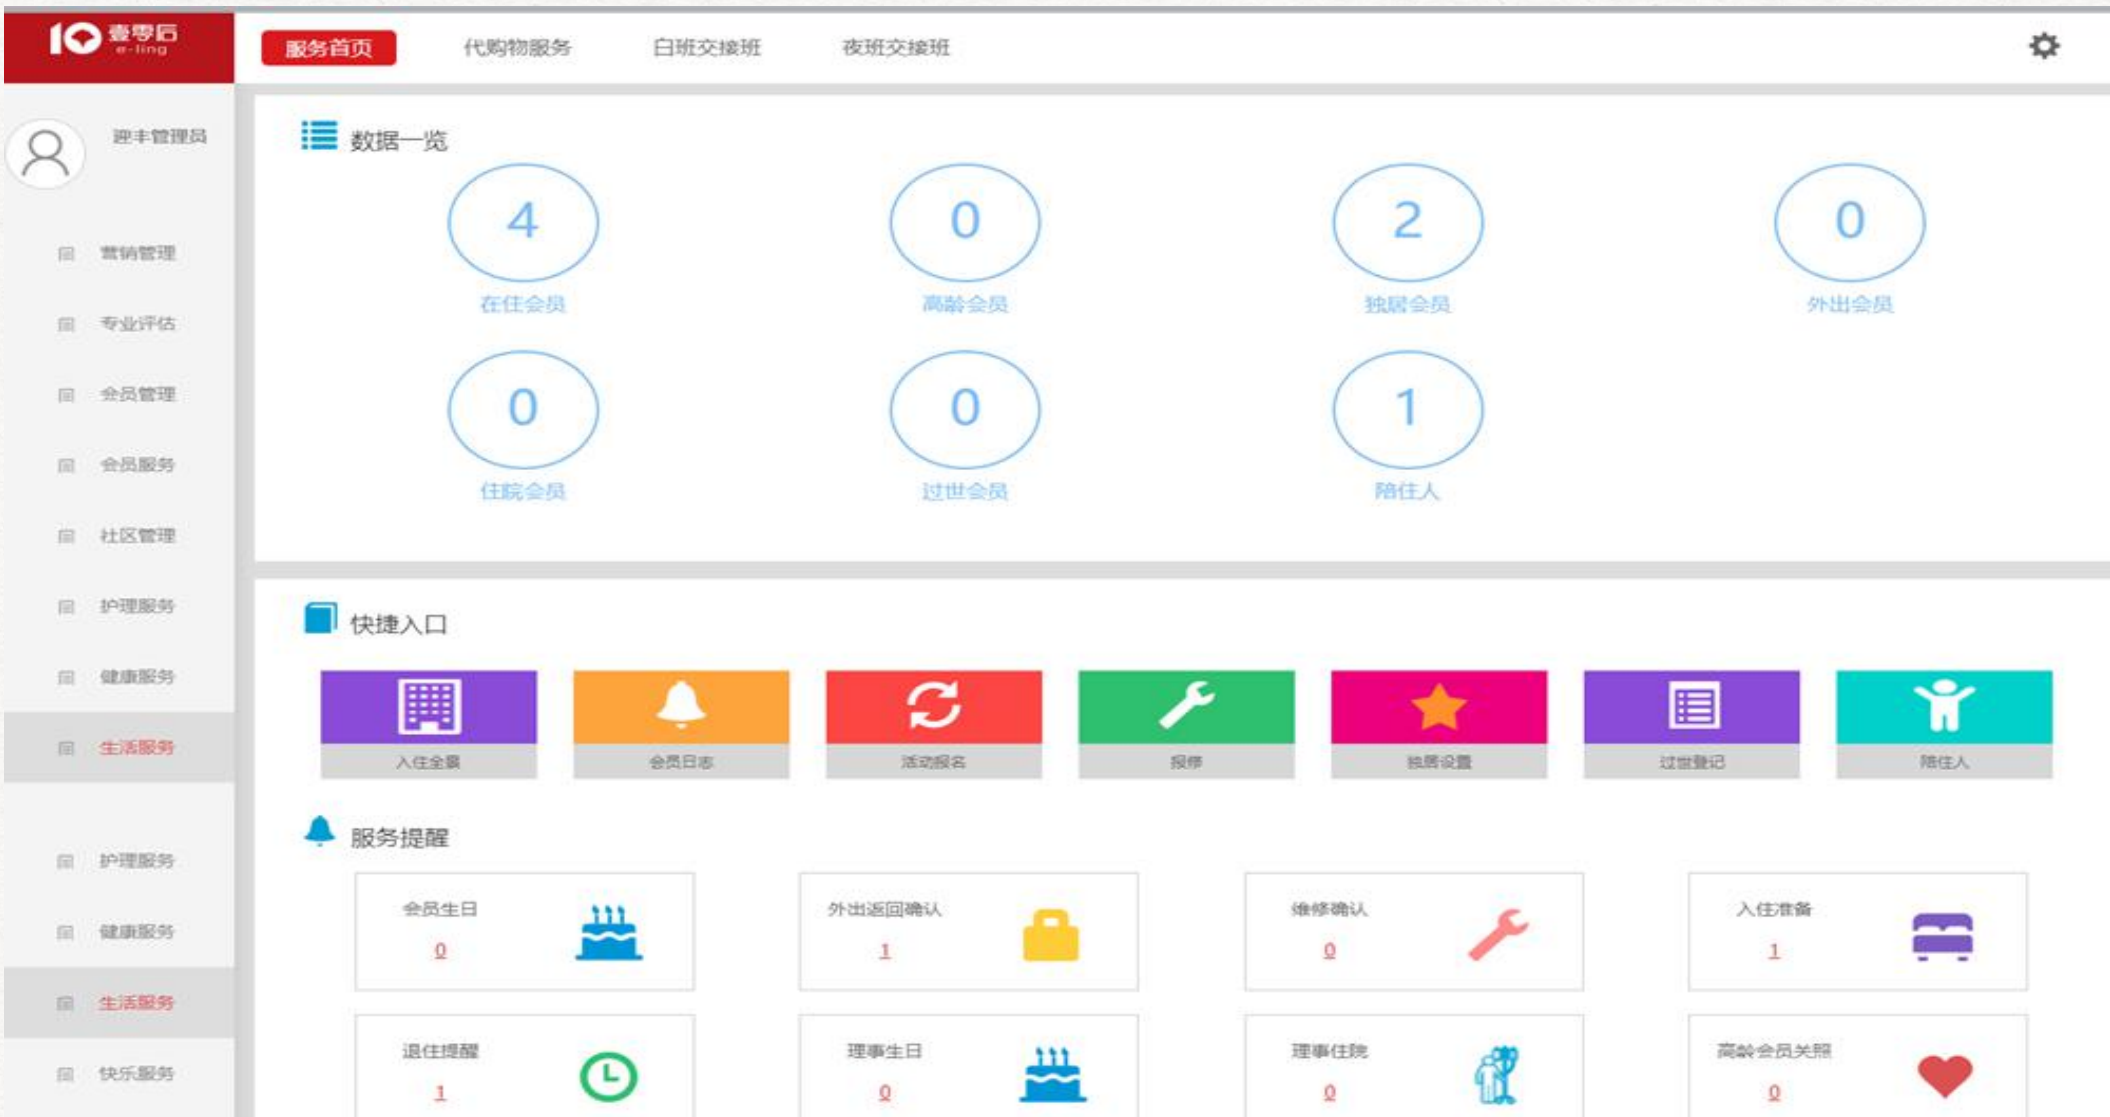 壹零后
e-ling
服务首页 代购物服务 白班交接班 夜班交接班
迎丰管理员
营销管理
专业评估
会员管理
会员服务
社区管理
护理服务
健康服务
生活服务
护理服务
健康服务
生活服务
快乐服务
数据一览
4 0 2 0
在住会员 高龄会员 独居会员 外出会员
0 0 1
住院会员 过世会员 陪住人
快捷入口
入住全景 会员日志 活动报名 报修 独居设置 过世登记 陪住人
服务提醒
会员生日 外出返回确认 维修确认 入住准备
0 1 0 1
退住提醒 理事生日 理事住院 高龄会员关照
1 0 0 0